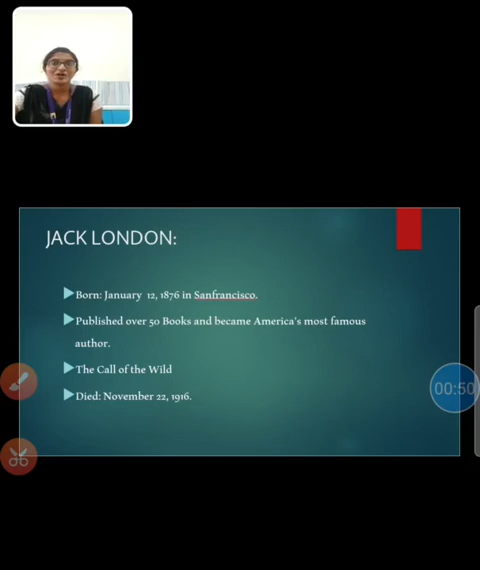 JACK LONDON:
Born: January 12, 1876 in Sanfrancisco.
Published over 50 Books and became America's most famous
author.
The Call of the Wild
00:50
Died: November 22, 1916.